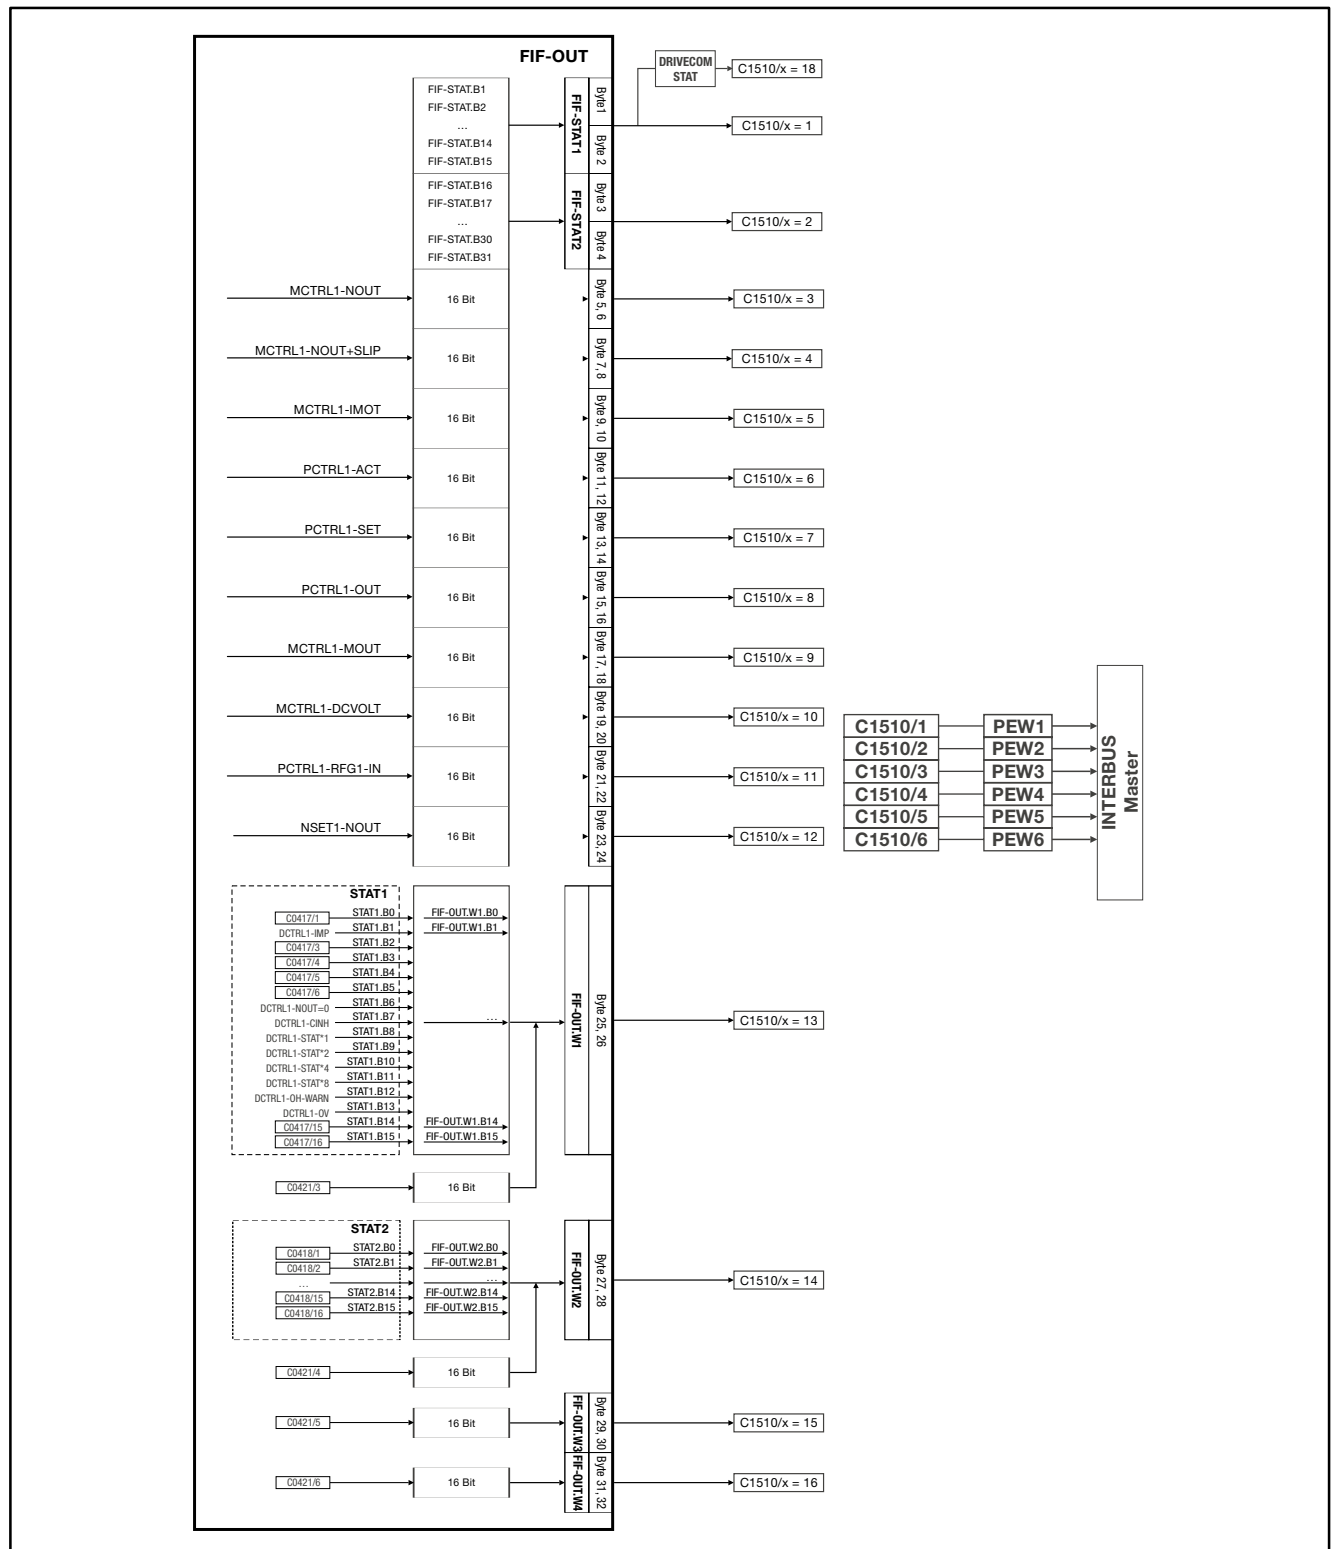 FIF-OUT
DRIVECOM
STAT
C1510/x = 18
FIF-STAT.B1
FIF-STAT.B2
...
FIF-STAT.B14
FIF-STAT.B15
FIF-STAT1
Byte1
Byte 2
C1510/x = 1
FIF-STAT.B16
FIF-STAT.B17
...
FIF-STAT.B30
FIF-STAT.B31
FIF-STAT2
Byte 3
Byte 4
C1510/x = 2
MCTRL1-NOUT
16 Bit
Byte 5, 6
C1510/x = 3
MCTRL1-NOUT+SLIP
16 Bit
Byte 7, 8
C1510/x = 4
MCTRL1-IMOT
16 Bit
Byte 9, 10
C1510/x = 5
PCTRL1-ACT
16 Bit
Byte 11, 12
C1510/x = 6
PCTRL1-SET
16 Bit
Byte 13, 14
C1510/x = 7
PCTRL1-OUT
16 Bit
Byte 15, 16
C1510/x = 8
MCTRL1-MOUT
16 Bit
Byte 17, 18
C1510/x = 9
MCTRL1-DCVOLT
16 Bit
Byte 19, 20
C1510/x = 10
PCTRL1-RFG1-IN
16 Bit
Byte 21, 22
C1510/x = 11
NSET1-NOUT
16 Bit
Byte 23, 24
C1510/x = 12
C1510/1 PEW1
C1510/2 PEW2
C1510/3 PEW3
C1510/4 PEW4
C1510/5 PEW5
C1510/6 PEW6
INTERBUS
Master
STAT1
C0417/1 STAT1.B0 FIF-OUT.W1.B0
DCTRL1-IMP STAT1.B1 FIF-OUT.W1.B1
C0417/3 STAT1.B2
C0417/4 STAT1.B3
C0417/5 STAT1.B4
C0417/6 STAT1.B5
DCTRL1-NOUT=0 STAT1.B6
DCTRL1-CINH STAT1.B7 ...
DCTRL1-STAT*1 STAT1.B8
DCTRL1-STAT*2 STAT1.B9
DCTRL1-STAT*4 STAT1.B10
DCTRL1-STAT*8 STAT1.B11
DCTRL1-OH-WARN STAT1.B12
DCTRL1-OV STAT1.B13
C0417/15 STAT1.B14 FIF-OUT.W1.B14
C0417/16 STAT1.B15 FIF-OUT.W1.B15
FIF-OUT.W1
Byte 25, 26
C1510/x = 13
C0421/3
16 Bit
STAT2
C0418/1 STAT2.B0 FIF-OUT.W2.B0
C0418/2 STAT2.B1 FIF-OUT.W2.B1
... ...
C0418/15 STAT2.B14 FIF-OUT.W2.B14
C0418/16 STAT2.B15 FIF-OUT.W2.B15
FIF-OUT.W2
Byte 27, 28
C1510/x = 14
C0421/4
16 Bit
C0421/5
16 Bit
FIF-OUT.W3
Byte 29, 30
C1510/x = 15
C0421/6
16 Bit
FIF-OUT.W4
Byte 31, 32
C1510/x = 16